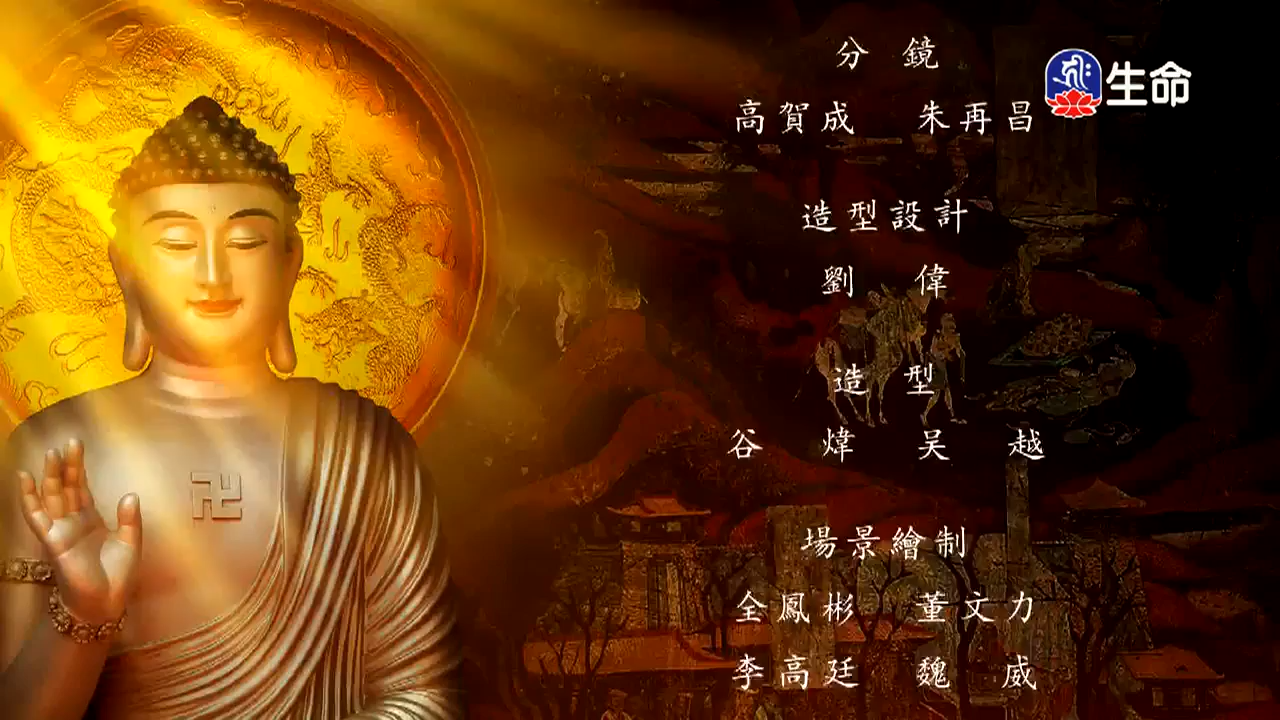 分 鏡
生命
高賀成 朱再昌
造型設計
劉 偉
造 型
谷 煒 吴 越
場景繪制
全鳳彬 董文力
李高廷 魏 威